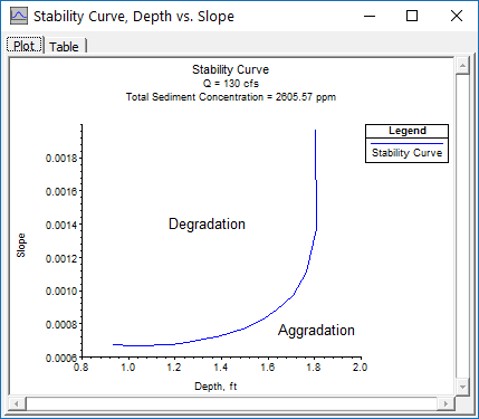 Stability Curve, Depth vs. Slope
Plot Table
Stability Curve
Q = 130 cfs
Total Sediment Concentration = 2605.57 ppm
Legend
Stability Curve
0.0018
0.0016
0.0014
0.0012
0.0010
0.0008
0.0006
Slope
Degradation
Aggradation
0.8 1.0 1.2 1.4 1.6 1.8 2.0
Depth, ft